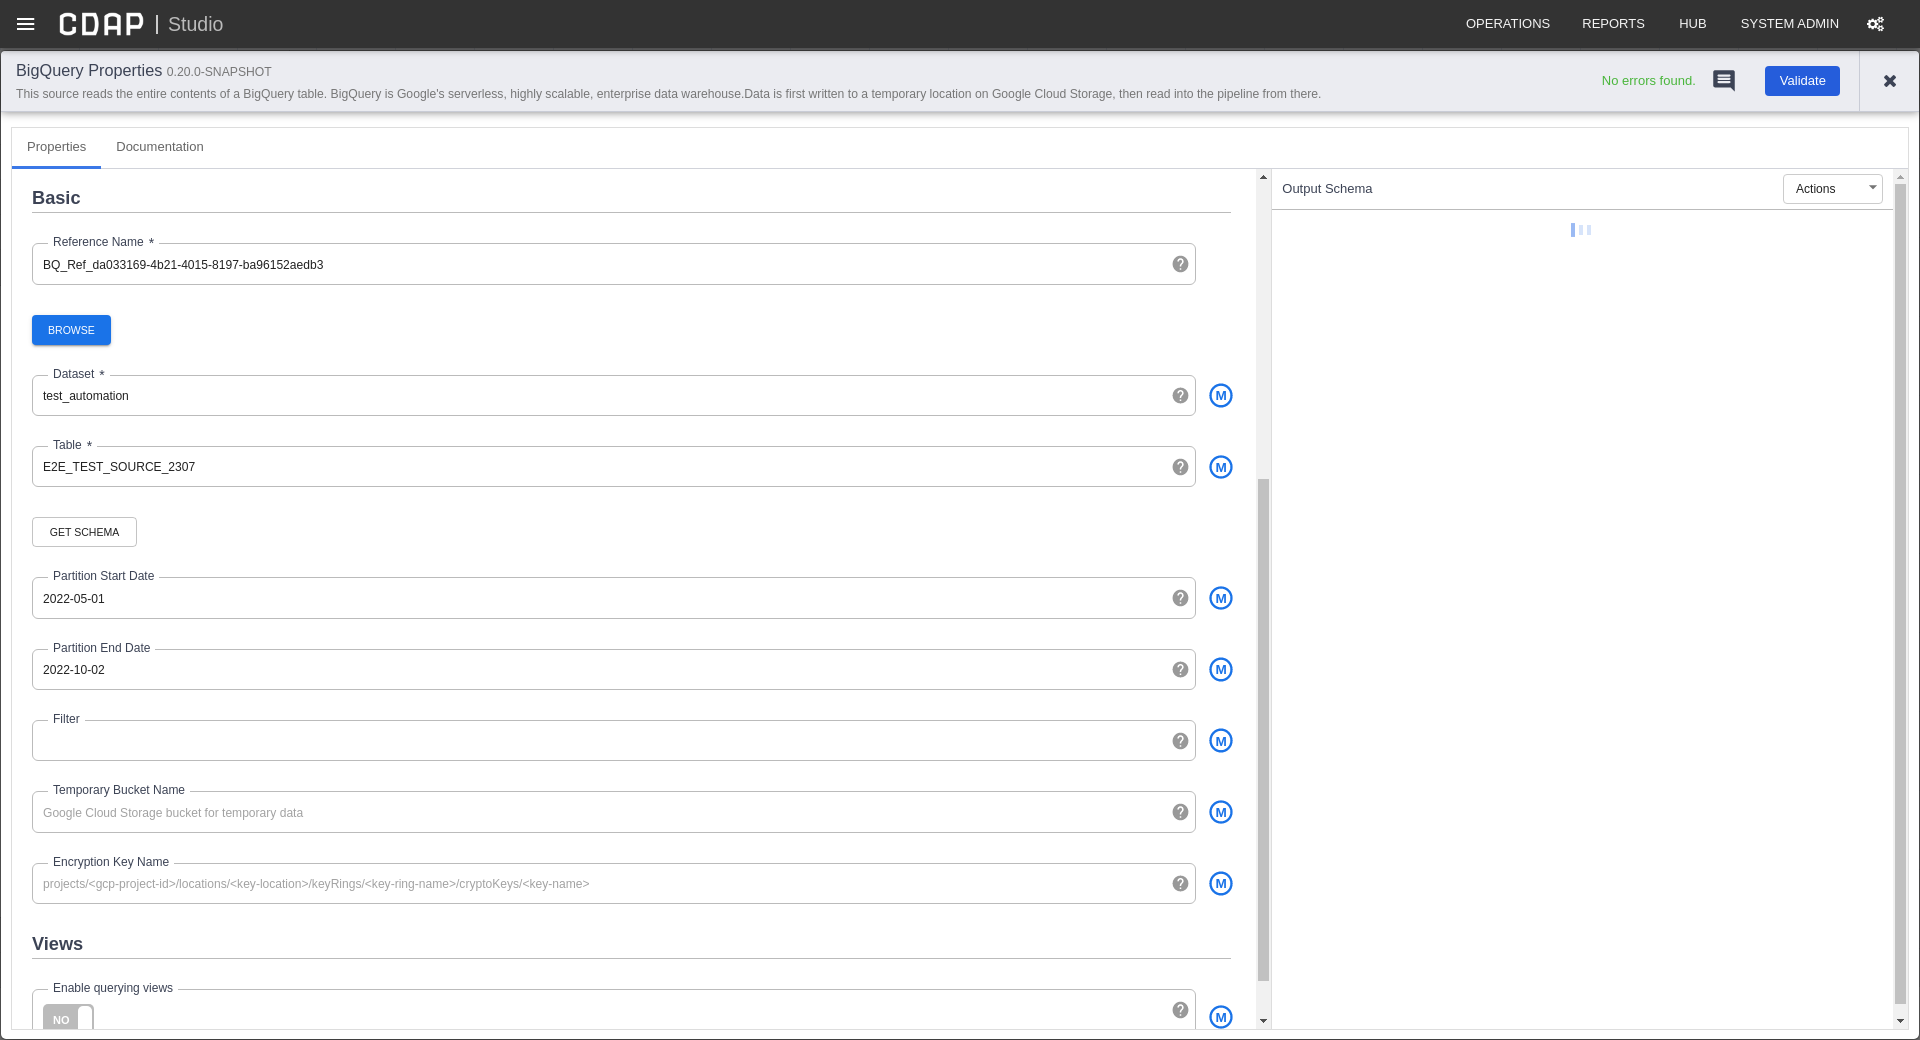 CDAP | Studio
OPERATIONS REPORTS HUB SYSTEM ADMIN
BigQuery Properties 0.20.0-SNAPSHOT
This source reads the entire contents of a BigQuery table. BigQuery is Google's serverless, highly scalable, enterprise data warehouse.Data is first written to a temporary location on Google Cloud Storage, then read into the pipeline from there.
No errors found.
Validate
Properties Documentation
Basic
Reference Name *
BQ_Ref_da033169-4b21-4015-8197-ba96152aedb3
BROWSE
Dataset *
test_automation
M
Table *
E2E_TEST_SOURCE_2307
M
GET SCHEMA
Partition Start Date
2022-05-01
M
Partition End Date
2022-10-02
M
Filter
M
Temporary Bucket Name
Google Cloud Storage bucket for temporary data
M
Encryption Key Name
projects/<gcp-project-id>/locations/<key-location>/keyRings/<key-ring-name>/cryptoKeys/<key-name>
M
Views
Enable querying views
NO
M
Output Schema
Actions